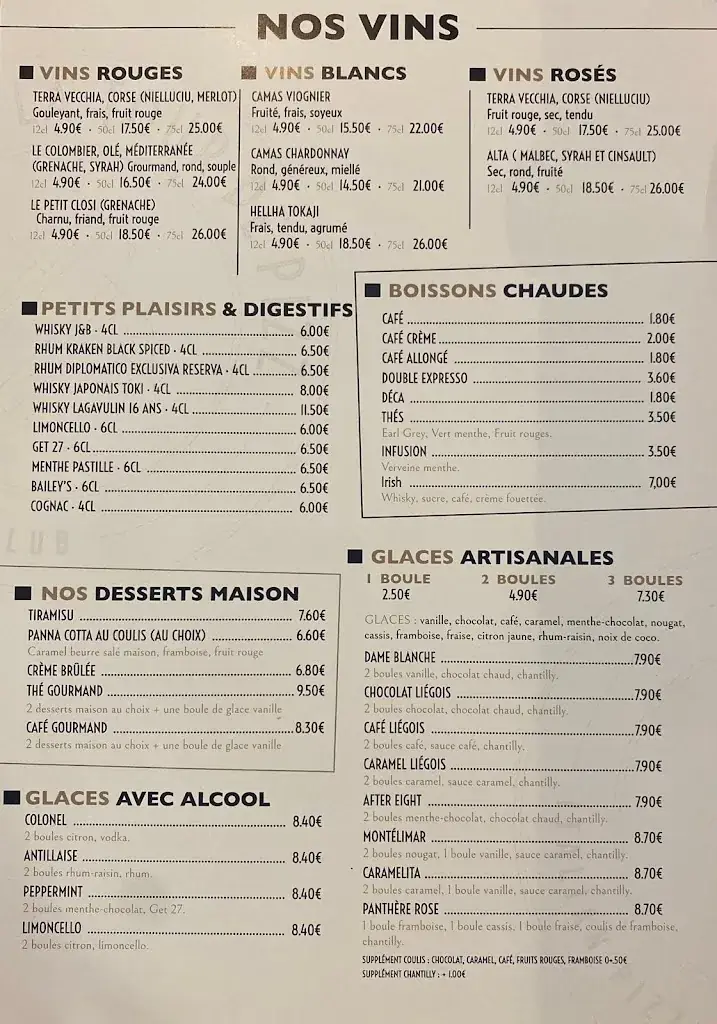 NOS VINS
VINS ROUGES
TERRA VECCHIA, CORSE (NIELLUCIU, MERLOT)
Gouleyant, frais, fruit rouge
12cl 4.90€ · 50cl 17.50€ · 75cl 25.00€
LE COLOMBIER, OLÉ, MÉDITERRANÉE
(GRENACHE, SYRAH) Grourmand, rond, souple
12cl 4.90€ · 50cl 16.50€ · 75cl 24.00€
LE PETIT CLOSI (GRENACHE)
Charnu, friand, fruit rouge
12cl 4.90€ · 50cl 18.50€ · 75cl 26.00€
VINS BLANCS
CAMAS VIOGNIER
Fruité, frais, soyeux
12cl 4.90€ · 50cl 15.50€ · 75cl 22.00€
CAMAS CHARDONNAY
Rond, généreux, miellé
12cl 4.90€ · 50cl 14.50€ · 75cl 21.00€
HELLHA TOKAJI
Frais, tendu, agrumé
12cl 4.90€ · 50cl 18.50€ · 75cl 26.00€
VINS ROSÉS
TERRA VECCHIA, CORSE (NIELLUCIU)
Fruit rouge, sec, tendu
12cl 4.90€ · 50cl 17.50€ · 75cl 25.00€
ALTA ( MALBEC, SYRAH ET CINSAULT)
Sec, rond, fruité
12cl 4.90€ · 50cl 18.50€ · 75cl 26.00€
PETITS PLAISIRS & DIGESTIFS
WHISKY J&B · 4CL 6.00€
RHUM KRAKEN BLACK SPICED · 4CL 6.50€
RHUM DIPLOMATICO EXCLUSIVA RESERVA · 4CL 6.50€
WHISKY JAPONAIS TOKI · 4CL 8.00€
WHISKY LAGAVULIN 16 ANS · 4CL 11.50€
LIMONCELLO · 6CL 6.00€
GET 27 · 6CL 6.50€
MENTHE PASTILLE · 6CL 6.50€
BAILEY'S · 6CL 6.50€
COGNAC · 4CL 6.00€
BOISSONS CHAUDES
CAFÉ 1.80€
CAFÉ CRÈME 2.00€
CAFÉ ALLONGÉ 1.80€
DOUBLE EXPRESSO 3.60€
DÉCA 1.80€
THÉS 3.50€
Earl Grey, Vert menthe, Fruit rouges.
INFUSION 3.50€
Verveine menthe.
Irish 7,00€
Whisky, sucre, café, crème fouettée.
LUB
NOS DESSERTS MAISON
TIRAMISU 7.60€
PANNA COTTA AU COULIS (AU CHOIX) 6.60€
Caramel beurre salé maison, framboise, fruit rouge
CRÈME BRÛLÉE 6.80€
THÉ GOURMAND 9.50€
2 desserts maison au choix + une boule de glace vanille
CAFÉ GOURMAND 8.30€
2 desserts maison au choix + une boule de glace vanille
GLACES AVEC ALCOOL
COLONEL 8.40€
2 boules citron, vodka.
ANTILLAISE 8.40€
2 boules rhum-raisin, rhum.
PEPPERMINT 8.40€
2 boules menthe-chocolat, Get 27.
LIMONCELLO 8.40€
2 boules citron, limoncello.
GLACES ARTISANALES
1 BOULE 2 BOULES 3 BOULES
2.50€ 4.90€ 7.30€
GLACES : vanille, chocolat, café, caramel, menthe-chocolat, nougat,
cassis, framboise, fraise, citron jaune, rhum-raisin, noix de coco.
DAME BLANCHE 7.90€
2 boules vanille, chocolat chaud, chantilly.
CHOCOLAT LIÉGOIS 7.90€
2 boules chocolat, chocolat chaud, chantilly.
CAFÉ LIÉGOIS 7.90€
2 boules café, sauce café, chantilly.
CARAMEL LIÉGOIS 7.90€
2 boules caramel, sauce caramel, chantilly.
AFTER EIGHT 7.90€
2 boules menthe-chocolat, chocolat chaud, chantilly.
MONTÉLIMAR 8.70€
2 boules nougat, 1 boule vanille, sauce caramel, chantilly.
CARAMELITA 8.70€
2 boules caramel, 1 boule vanille, sauce caramel, chantilly.
PANTHÈRE ROSE 8.70€
1 boule framboise, 1 boule cassis, 1 boule fraise, coulis de framboise,
chantilly.
SUPPLÉMENT COULIS : CHOCOLAT, CARAMEL, CAFÉ, FRUITS ROUGES, FRAMBOISE 0+.50€
SUPPLÉMENT CHANTILLY : + 1.00€